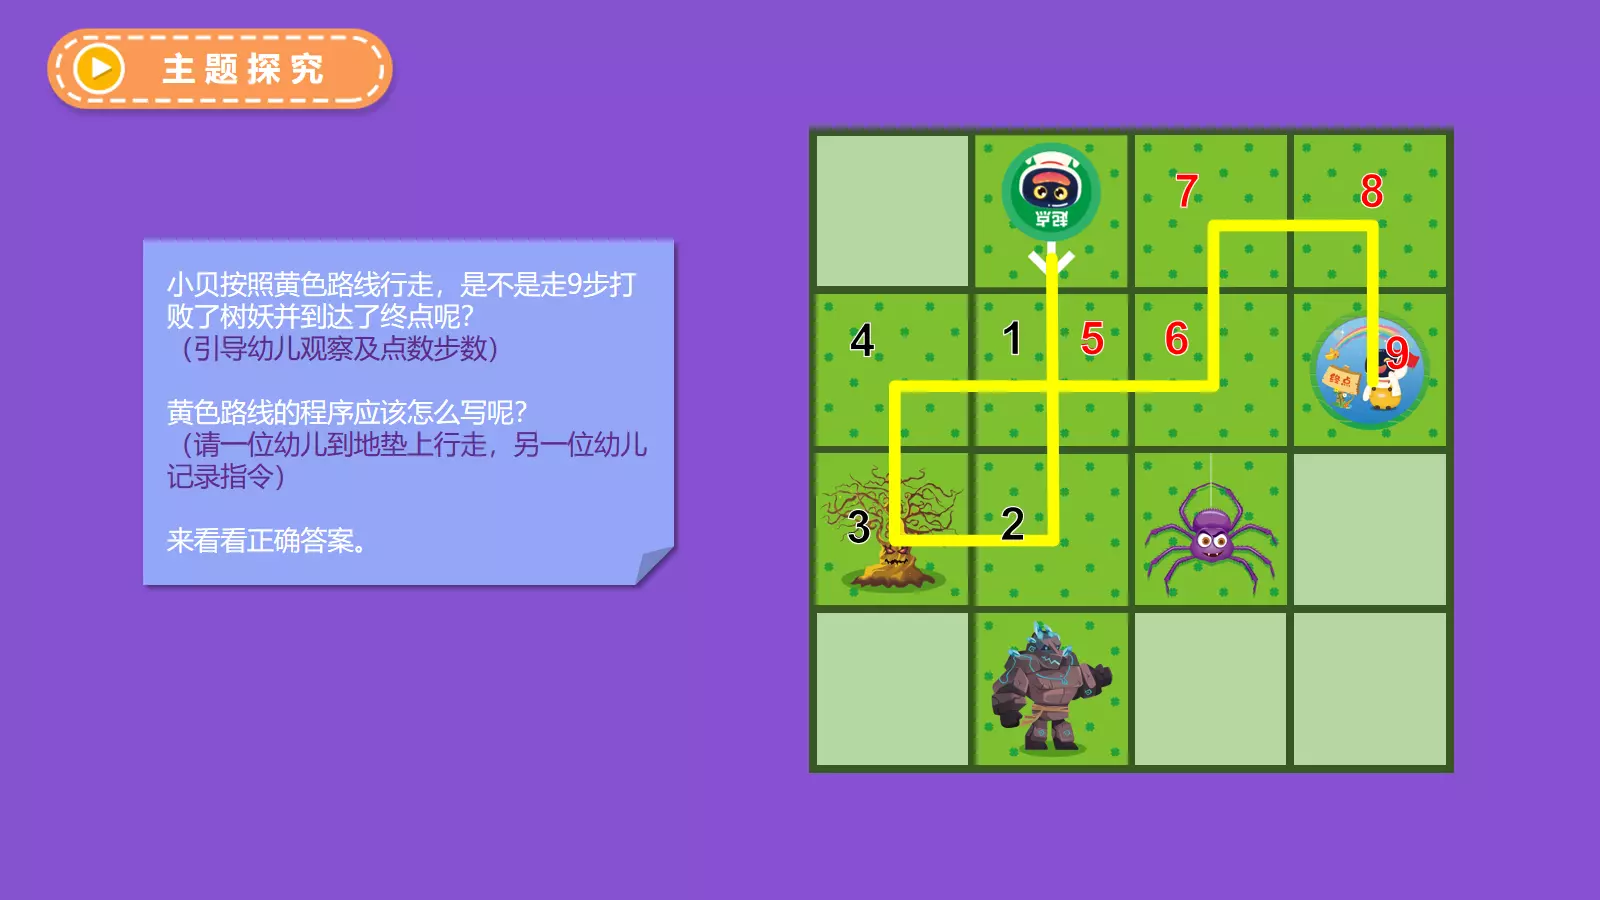 主题探究
起点
7
8
小贝按照黄色路线行走，是不是走9步打
败了树妖并到达了终点呢？
（引导幼儿观察及点数步数）
黄色路线的程序应该怎么写呢？
（请一位幼儿到地垫上行走，另一位幼儿
记录指令）
来看看正确答案。
4
1
5
6
9
终点
3
2